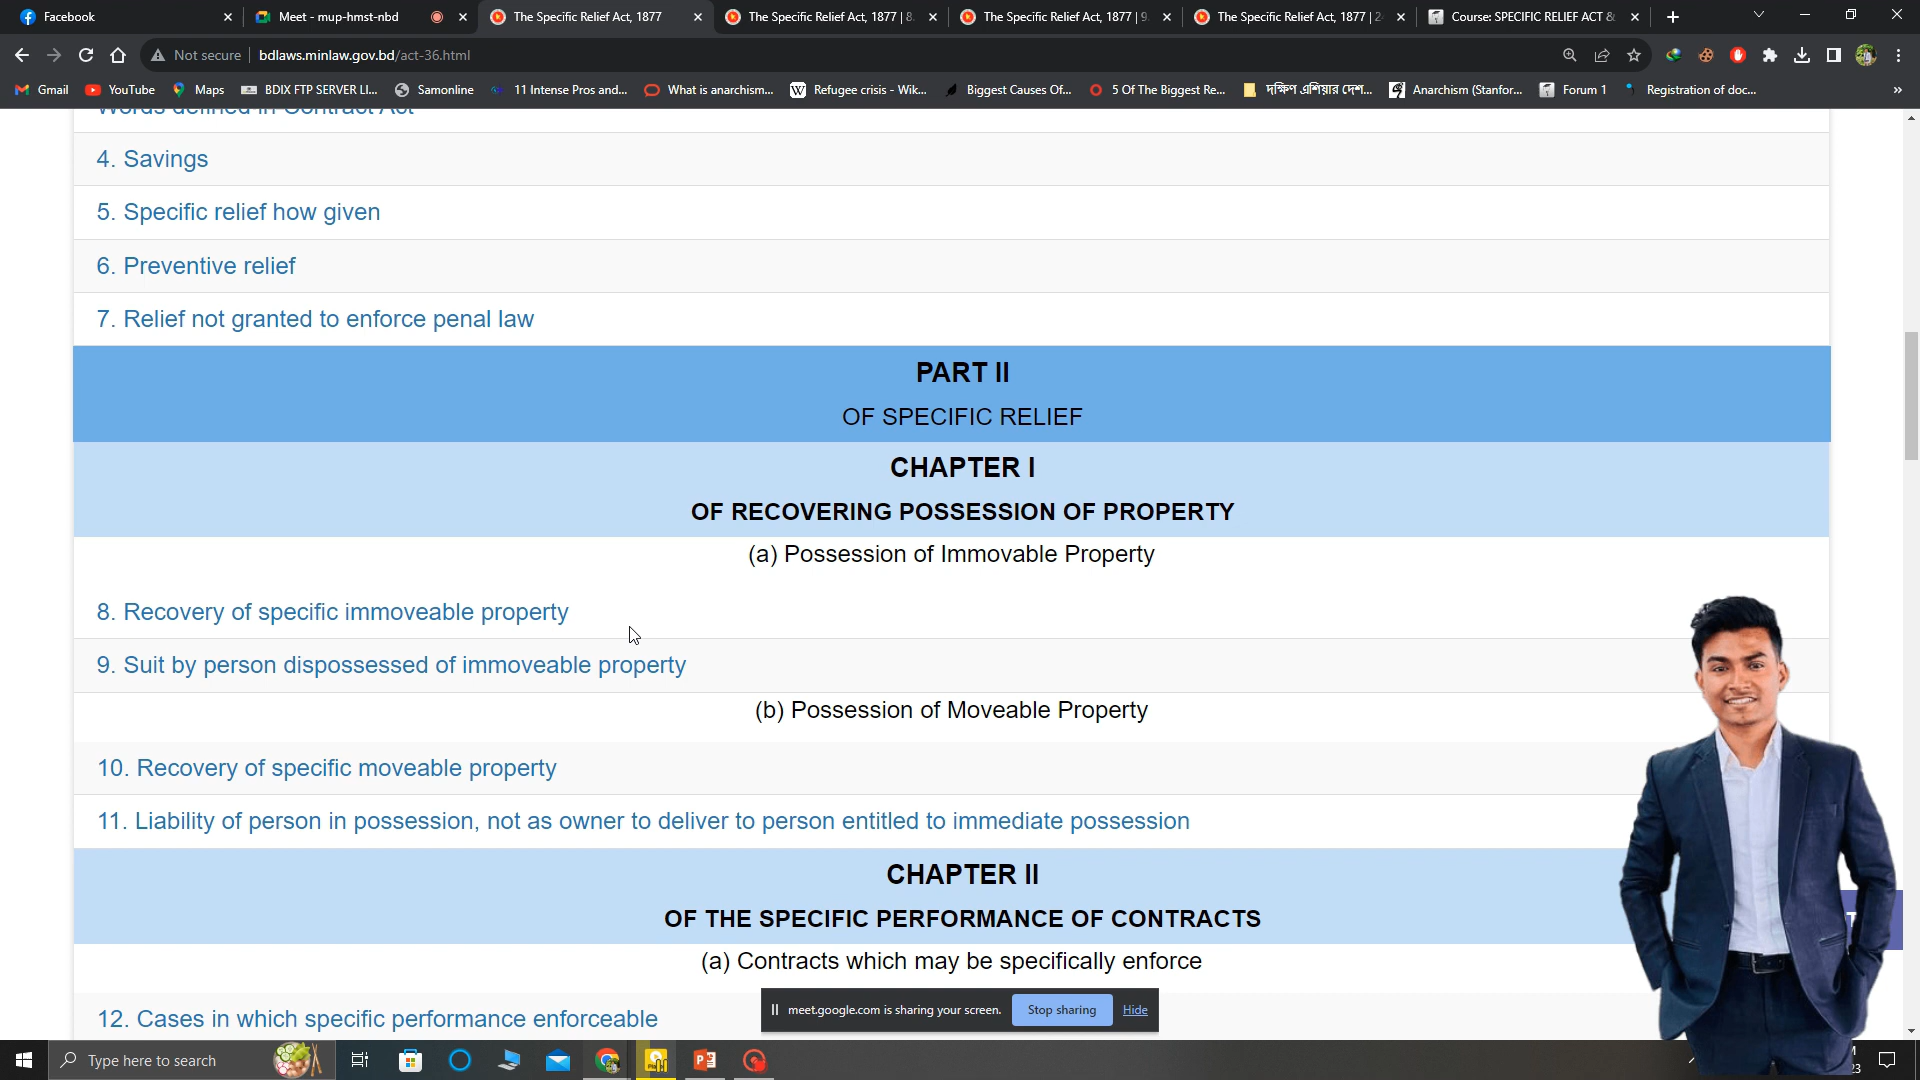 Facebook
Meet - mup-hmst-nbd
The Specific Relief Act, 1877
The Specific Relief Act, 1877 | 8.
The Specific Relief Act, 1877 | 9.
The Specific Relief Act, 1877 | 2
Course: SPECIFIC RELIEF ACT &
Not secure
bdlaws.minlaw.gov.bd/act-36.html
Gmail
YouTube
Maps
BDIX FTP SERVER LI...
Samonline
11 Intense Pros and...
What is anarchism...
Refugee crisis - Wik...
Biggest Causes Of...
5 Of The Biggest Re...
দক্ষিণ এশিয়ার দেশ...
Anarchism (Stanfor...
Forum 1
Registration of doc...
»
Words defined in Contract Act
4. Savings
5. Specific relief how given
6. Preventive relief
7. Relief not granted to enforce penal law
PART II
OF SPECIFIC RELIEF
CHAPTER I
OF RECOVERING POSSESSION OF PROPERTY
(a) Possession of Immovable Property
8. Recovery of specific immoveable property
9. Suit by person dispossessed of immoveable property
(b) Possession of Moveable Property
10. Recovery of specific moveable property
11. Liability of person in possession, not as owner to deliver to person entitled to immediate possession
CHAPTER II
OF THE SPECIFIC PERFORMANCE OF CONTRACTS
(a) Contracts which may be specifically enforce
12. Cases in which specific performance enforceable
meet.google.com is sharing your screen.
Stop sharing
Hide
Type here to search